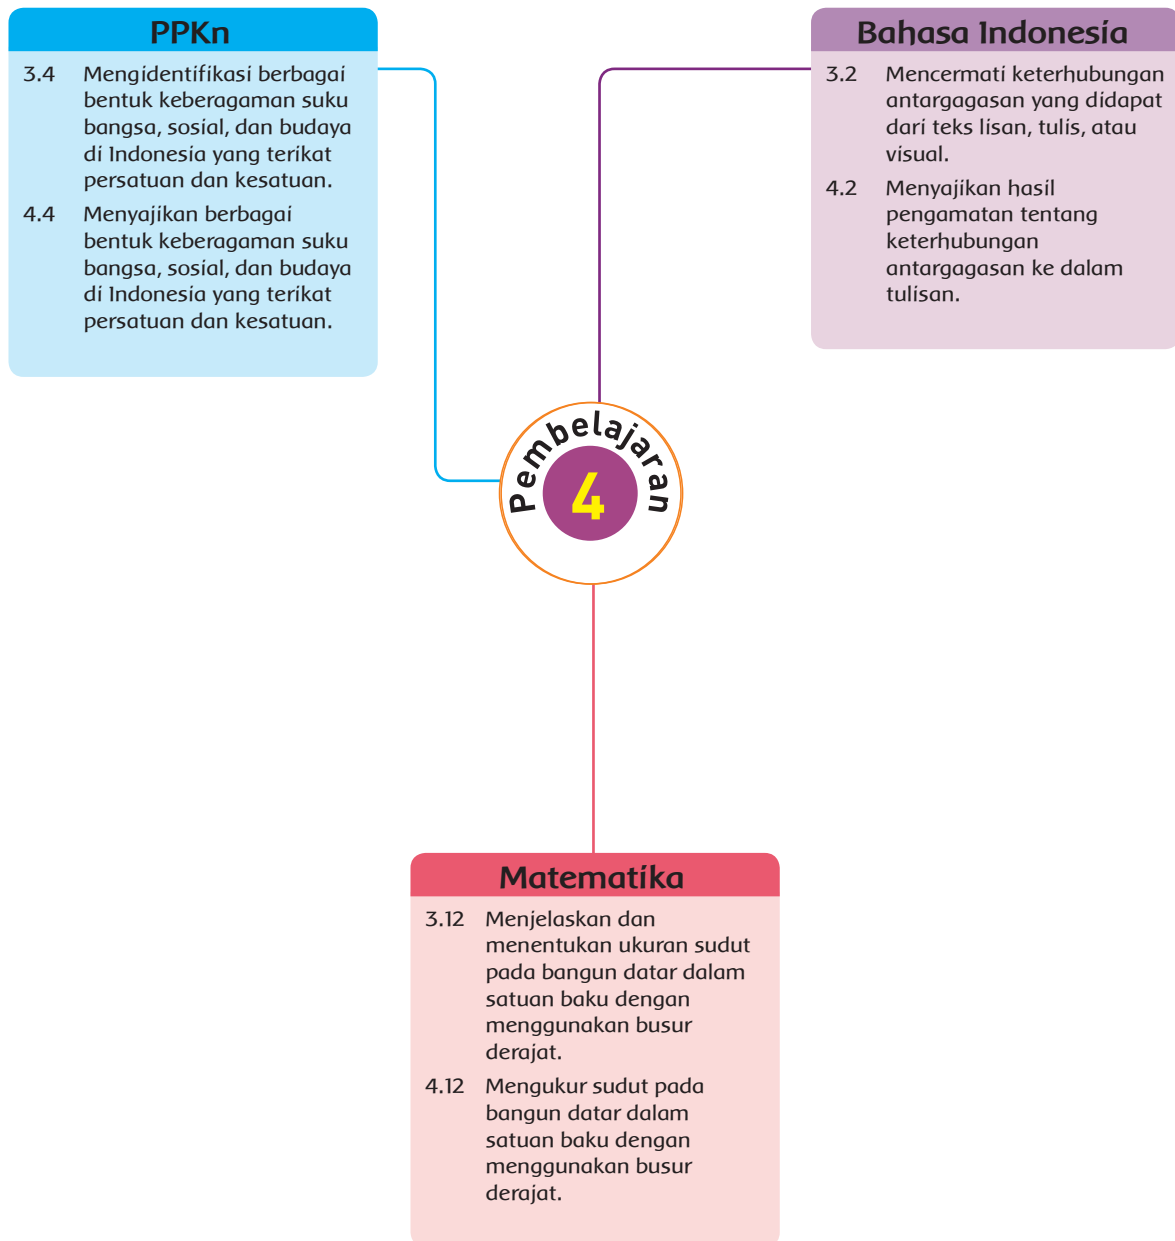 PPKn
3.4 Mengidentifikasi berbagai
bentuk keberagaman suku
bangsa, sosial, dan budaya
di Indonesia yang terikat
persatuan dan kesatuan.
4.4 Menyajikan berbagai
bentuk keberagaman suku
bangsa, sosial, dan budaya
di Indonesia yang terikat
persatuan dan kesatuan.
Bahasa Indonesia
3.2 Mencermati keterhubungan
antargagasan yang didapat
dari teks lisan, tulis, atau
visual.
4.2 Menyajikan hasil
pengamatan tentang
keterhubungan
antargagasan ke dalam
tulisan.
Pembelajaran
4
Matematika
3.12 Menjelaskan dan
menentukan ukuran sudut
pada bangun datar dalam
satuan baku dengan
menggunakan busur
derajat.
4.12 Mengukur sudut pada
bangun datar dalam
satuan baku dengan
menggunakan busur
derajat.